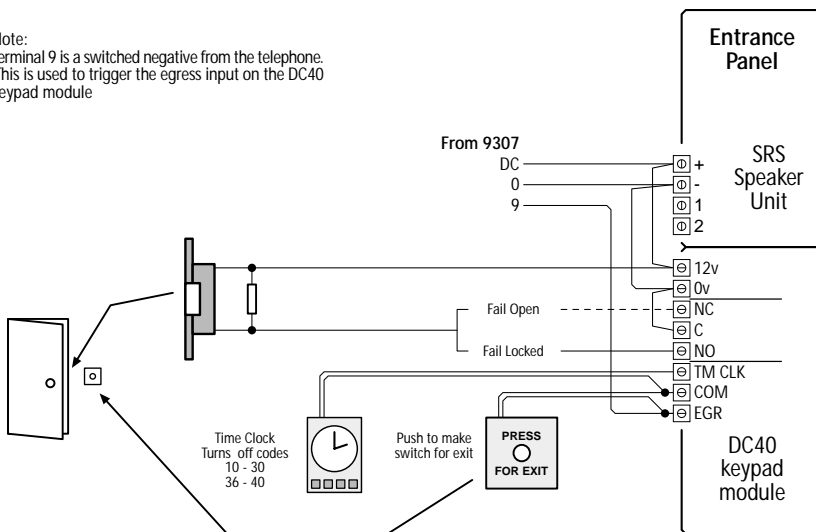 Note:
Terminal 9 is a switched negative from the telephone.
This is used to trigger the egress input on the DC40
keypad module
Entrance
Panel
From 9307
DC
0
9
+
-
1
2
SRS
Speaker
Unit
12v
0v
NC
C
NO
TM CLK
COM
EGR
Fail Open
Fail Locked
Time Clock
Turns off codes
10 - 30
36 - 40
Push to make
switch for exit
PRESS
FOR EXIT
DC40
keypad
module